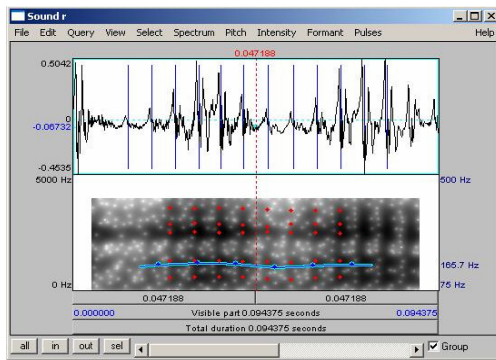 Sound r
File Edit Query View Select Spectrum Pitch Intensity Formant Pulses Help
0.047188
0.5042
0
-0.06732
-0.4535
5000 Hz 500 Hz
165.7 Hz
0 Hz 75 Hz
0.047188 0.047188
0.000000 Visible part 0.094375 seconds 0.094375
Total duration 0.094375 seconds
all in out sel Group